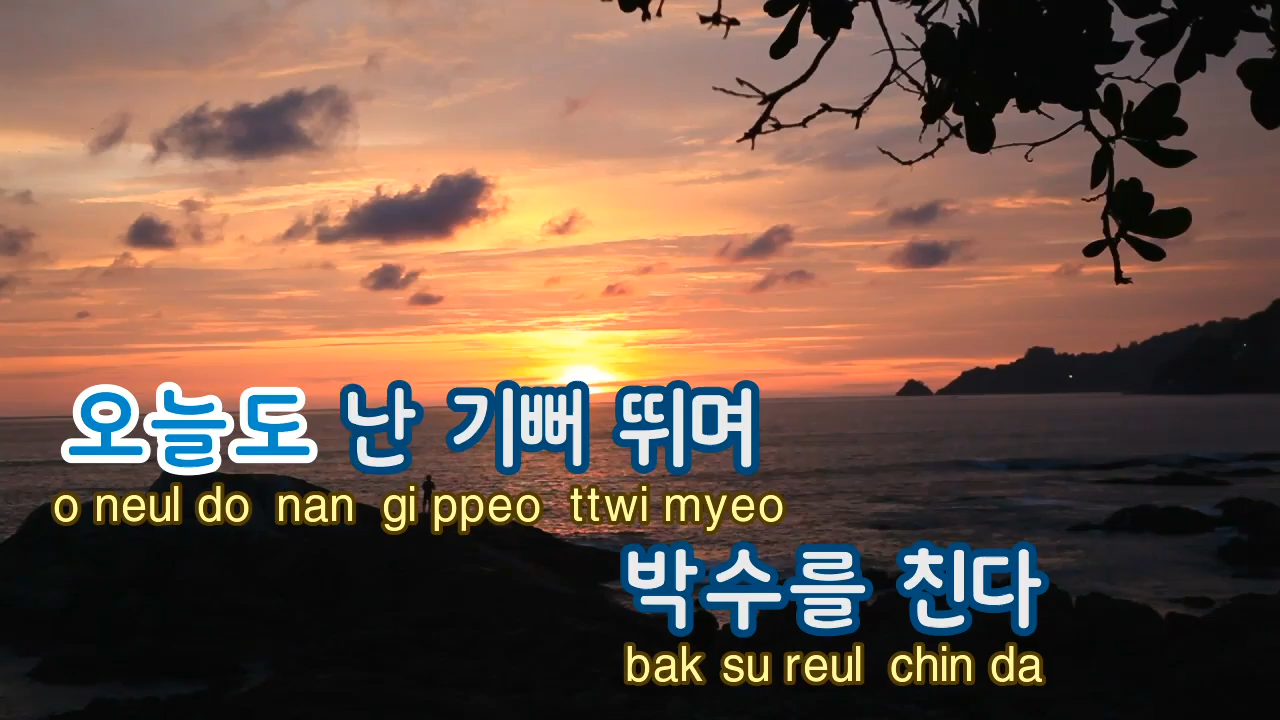 오늘도 난 기뻐 뛰며
o neul do nan gi ppeo ttwi myeo
박수를 친다
bak su reul chin da